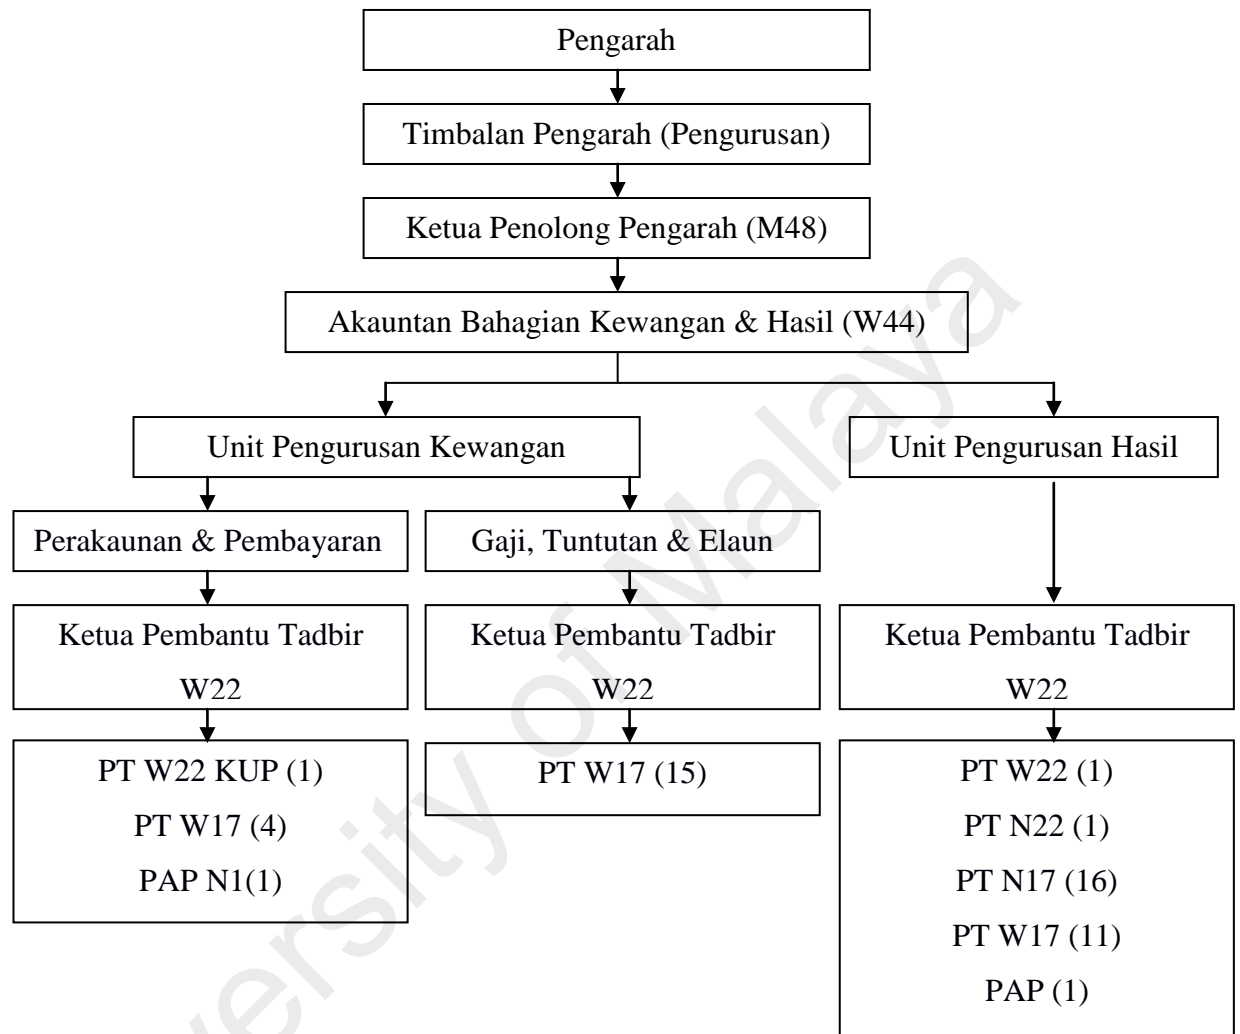 Pengarah
Timbalan Pengarah (Pengurusan)
Ketua Penolong Pengarah (M48)
Akauntan Bahagian Kewangan & Hasil (W44)
Unit Pengurusan Kewangan
Unit Pengurusan Hasil
Perakaunan & Pembayaran
Gaji, Tuntutan & Elaun
Ketua Pembantu Tadbir
W22
Ketua Pembantu Tadbir
W22
Ketua Pembantu Tadbir
W22
PT W22 KUP (1)
PT W17 (4)
PAP N1(1)
PT W17 (15)
PT W22 (1)
PT N22 (1)
PT N17 (16)
PT W17 (11)
PAP (1)
versity of Malaya